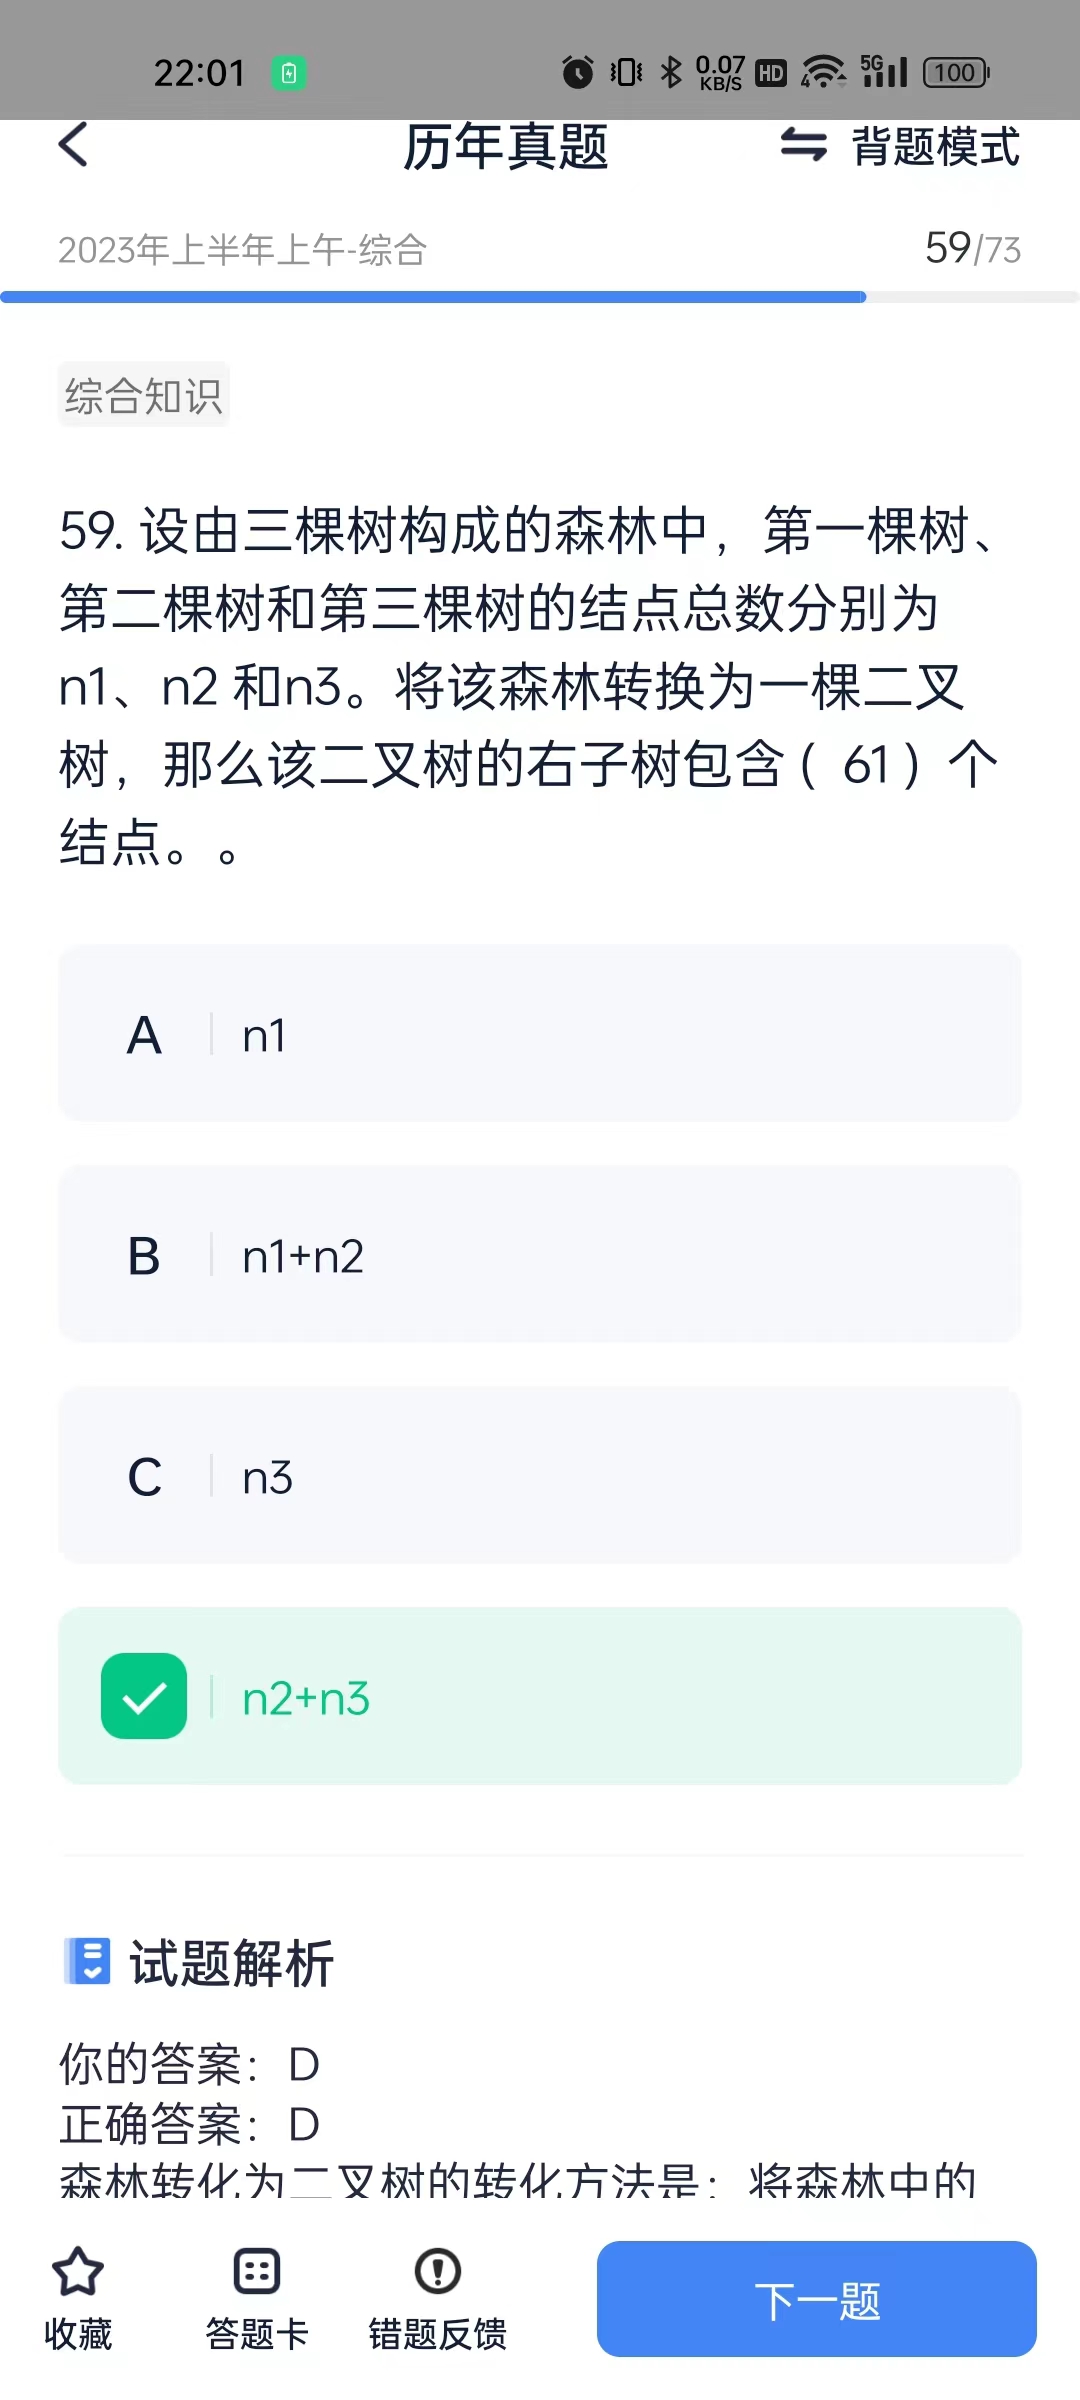 22:01
0.07 KB/S HD 4 5G 100
历年真题
背题模式
2023年上半年上午-综合
59/73
综合知识
59. 设由三棵树构成的森林中，第一棵树、
第二棵树和第三棵树的结点总数分别为
n1、n2 和n3。将该森林转换为一棵二叉
树，那么该二叉树的右子树包含（ 61）个
结点。。
A n1
B n1+n2
C n3
n2+n3
试题解析
你的答案：D
正确答案：D
森林转化为二叉树的转化方法是：将森林中的
收藏
答题卡
错题反馈
下一题